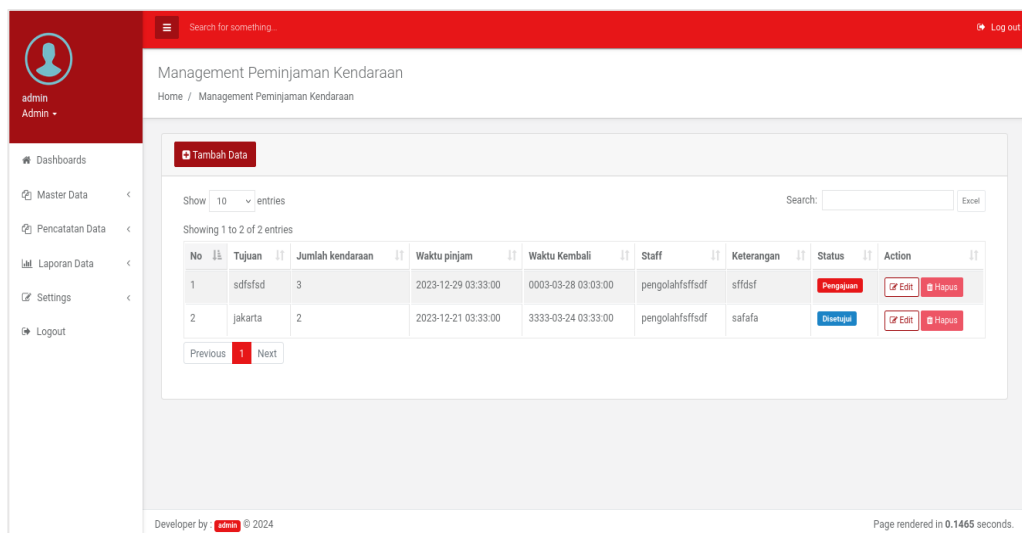 Search for something...
Log out
admin
Admin
Management Peminjaman Kendaraan
Home / Management Peminjaman Kendaraan
Dashboards
Master Data
Pencatatan Data
Laporan Data
Settings
Logout
Tambah Data
Show 10 entries
Search:
Excel
Showing 1 to 2 of 2 entries
No Tujuan Jumlah kendaraan Waktu pinjam Waktu Kembali Staff Keterangan Status Action
1 sdfsfsd 3 2023-12-29 03:33:00 0003-03-28 03:03:00 pengolahfsffsdf sffdsf Pengajuan Edit Hapus
2 jakarta 2 2023-12-21 03:33:00 3333-03-24 03:33:00 pengolahfsffsdf safafa Disetujui Edit Hapus
Previous 1 Next
Developer by : admin © 2024
Page rendered in 0.1465 seconds.